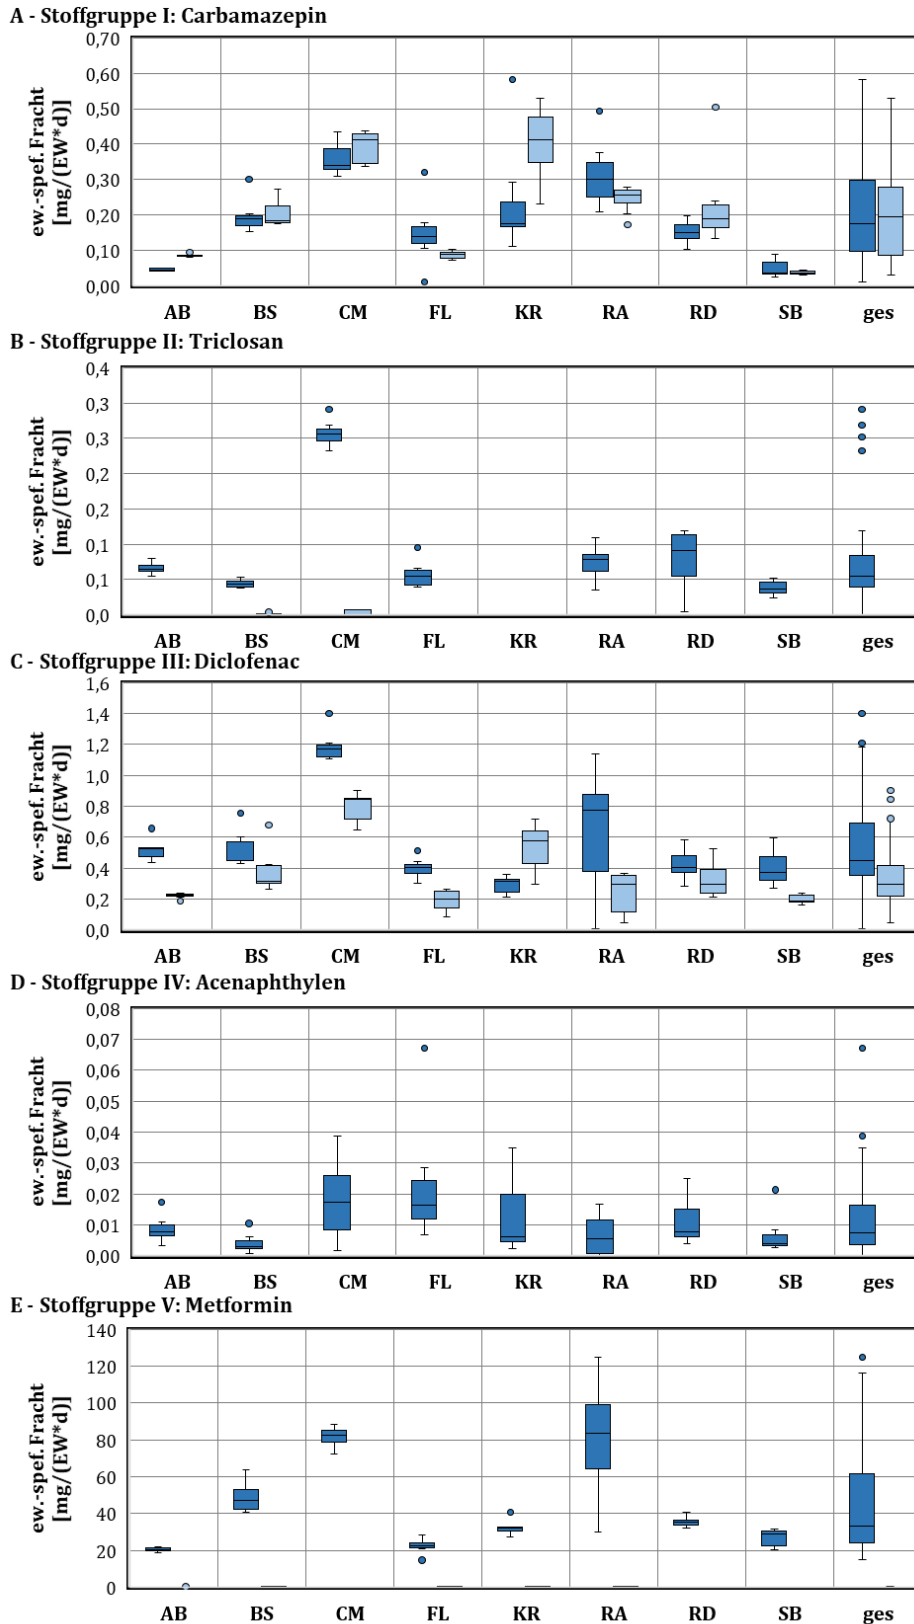 A - Stoffgruppe I: Carbamazepin
ew.-spef.Fracht
[mg/(EW*d)]
0,70
0,60
0,50
0,40
0,30
0,20
0,10
0,00
AB BS CM FL KR RA RD SB ges
B - Stoffgruppe II: Triclosan
ew.-spef.Fracht
[mg/(EW*d)]
0,4
0,3
0,3
0,2
0,2
0,1
0,1
0,0
AB BS CM FL KR RA RD SB ges
C - Stoffgruppe III: Diclofenac
ew.-spef.Fracht
[mg/(EW*d)]
1,6
1,4
1,2
1,0
0,8
0,6
0,4
0,2
0,0
AB BS CM FL KR RA RD SB ges
D - Stoffgruppe IV: Acenaphthylen
ew.-spef.Fracht
[mg/(EW*d)]
0,08
0,07
0,06
0,05
0,04
0,03
0,02
0,01
0,00
AB BS CM FL KR RA RD SB ges
E - Stoffgruppe V: Metformin
ew.-spef.Fracht
[mg/(EW*d)]
140
120
100
80
60
40
20
0
AB BS CM FL KR RA RD SB ges